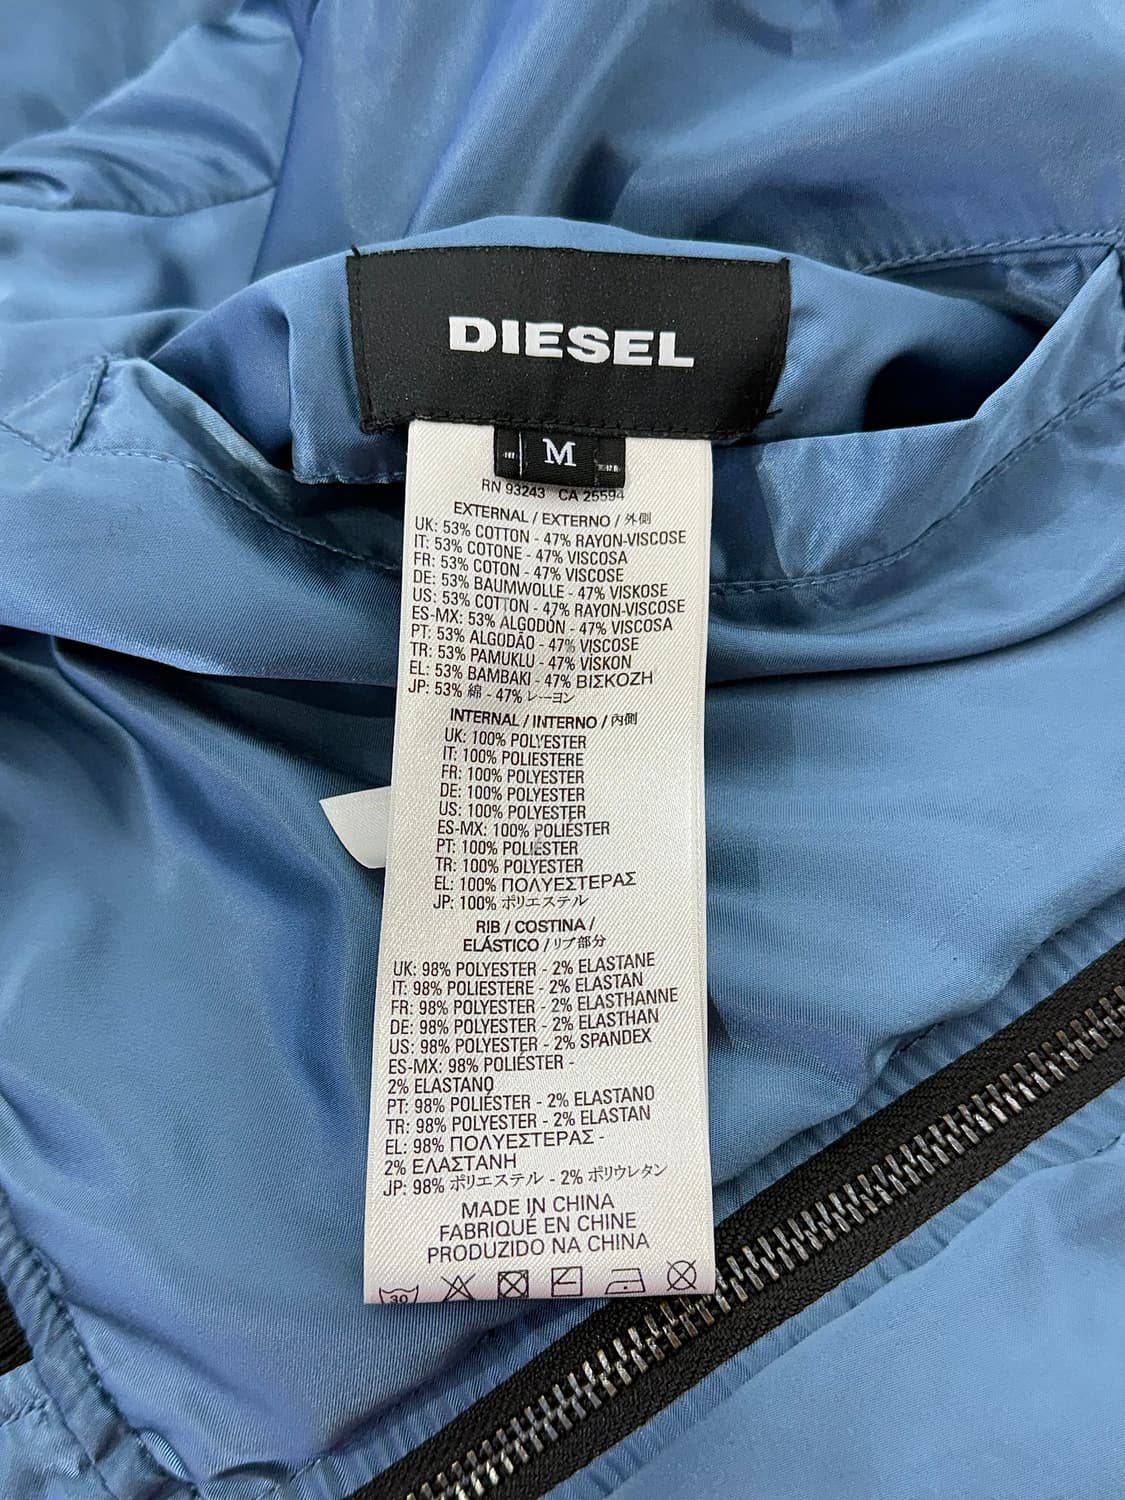 DIESEL
M
RN 93243 CA 25594
EXTERNAL / EXTERNO / 外側
UK: 53% COTTON - 47% RAYON-VISCOSE
IT: 53% COTONE - 47% VISCOSA
FR: 53% COTON - 47% VISCOSE
DE: 53% BAUMWOLLE - 47% VISKOSE
US: 53% COTTON - 47% RAYON-VISCOSE
ES-MX: 53% ALGODÓN - 47% VISCOSA
PT: 53% ALGODÃO - 47% VISCOSE
TR: 53% PAMUKLU - 47% VİSKON
EL: 53% ΒΑΜΒΑΚΙ - 47% ΒΙΣΚΟΖΗ
JP: 53% 綿 - 47% レーヨン
INTERNAL / INTERNO / 内側
UK: 100% POLYESTER
IT: 100% POLIESTERE
FR: 100% POLYESTER
DE: 100% POLYESTER
US: 100% POLYESTER
ES-MX: 100% POLIÉSTER
PT: 100% POLIÉSTER
TR: 100% POLYESTER
EL: 100% ΠΟΛΥΕΣΤΕΡΑΣ
JP: 100% ポリエステル
RIB / COSTINA /
ELÁSTICO / リブ部分
UK: 98% POLYESTER - 2% ELASTANE
IT: 98% POLIESTERE - 2% ELASTAN
FR: 98% POLYESTER - 2% ELASTHANNE
DE: 98% POLYESTER - 2% ELASTHAN
US: 98% POLYESTER - 2% SPANDEX
ES-MX: 98% POLIÉSTER -
2% ELASTANO
PT: 98% POLIÉSTER - 2% ELASTANO
TR: 98% POLYESTER - 2% ELASTAN
EL: 98% ΠΟΛΥΕΣΤΕΡΑΣ -
2% ΕΛΑΣΤΑΝΗ
JP: 98% ポリエステル - 2% ポリウレタン
MADE IN CHINA
FABRIQUÉ EN CHINE
PRODUZIDO NA CHINA
30